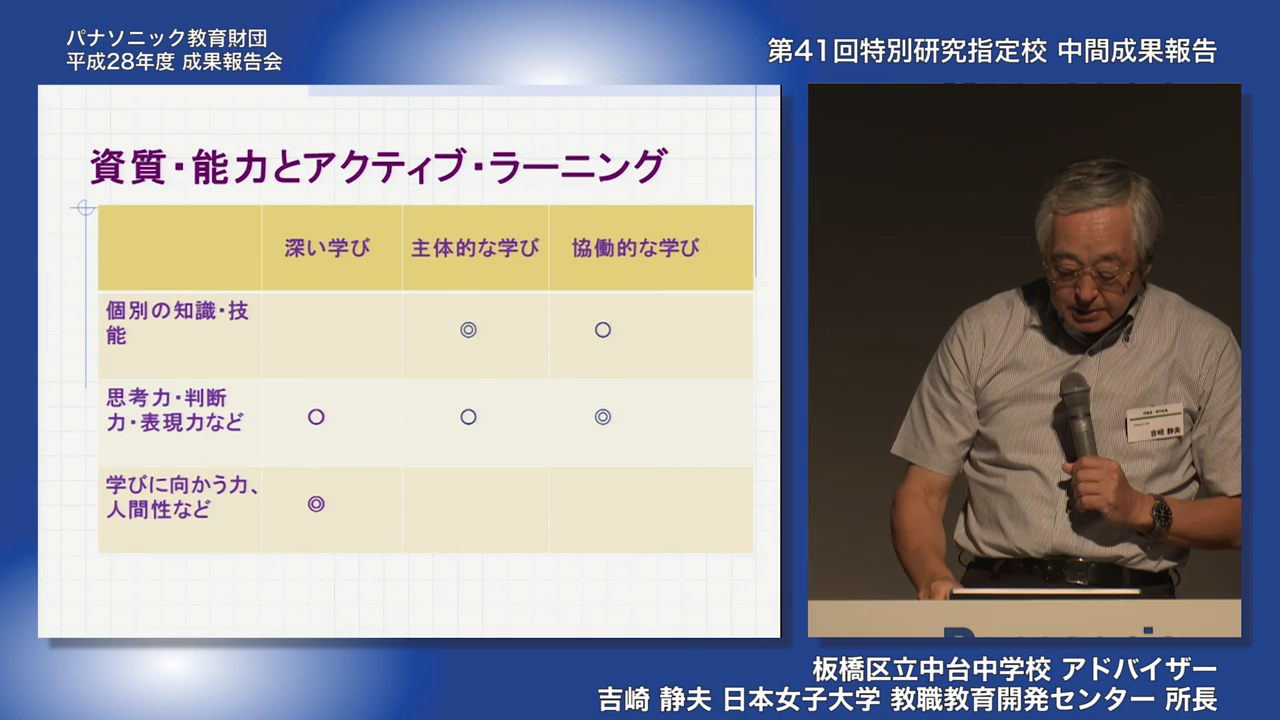 パナソニック教育財団
平成28年度 成果報告会
第41回特別研究指定校 中間成果報告
資質・能力とアクティブ・ラーニング
深い学び 主体的な学び 協働的な学び
個別の知識・技
能
◎ ○
思考力・判断
力・表現力など
○ ○ ◎
学びに向かう力、
人間性など
◎
吉崎 静夫
板橋区立中台中学校 アドバイザー
吉崎 静夫 日本女子大学 教職教育開発センター 所長